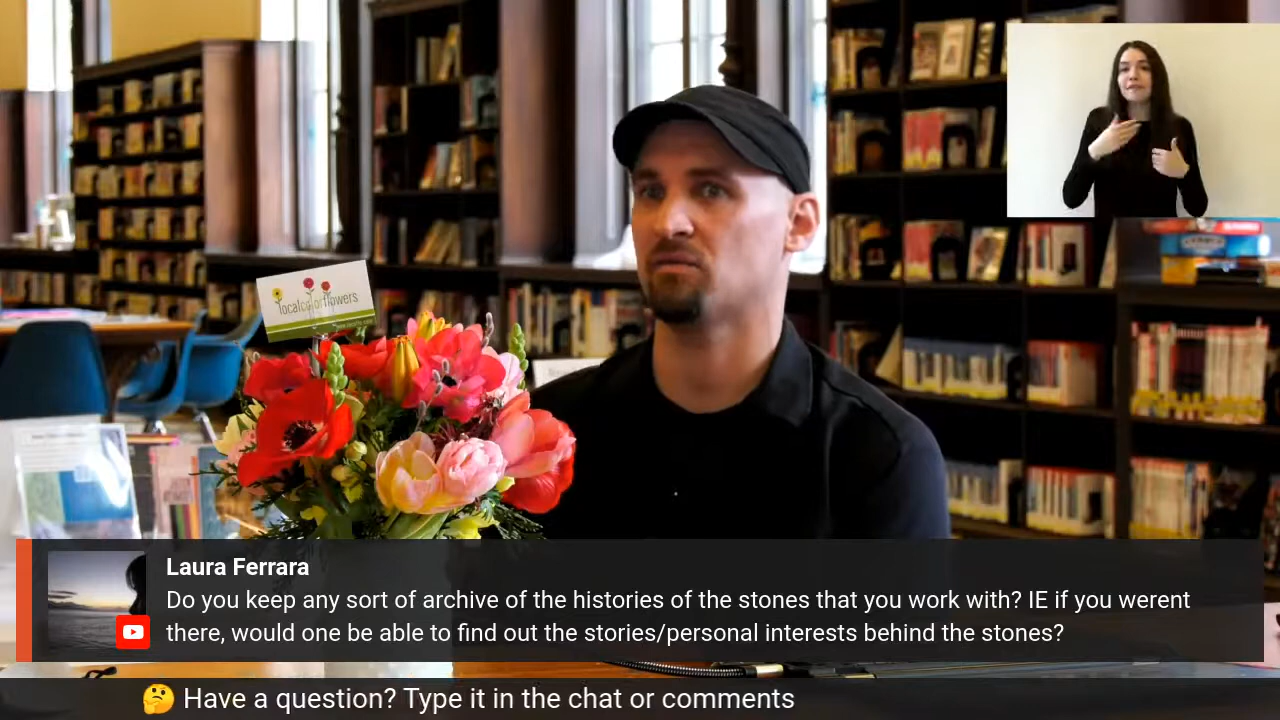 localcolorflowers
Laura Ferrara
Do you keep any sort of archive of the histories of the stones that you work with? IE if you werent
there, would one be able to find out the stories/personal interests behind the stones?
🤔 Have a question? Type it in the chat or comments